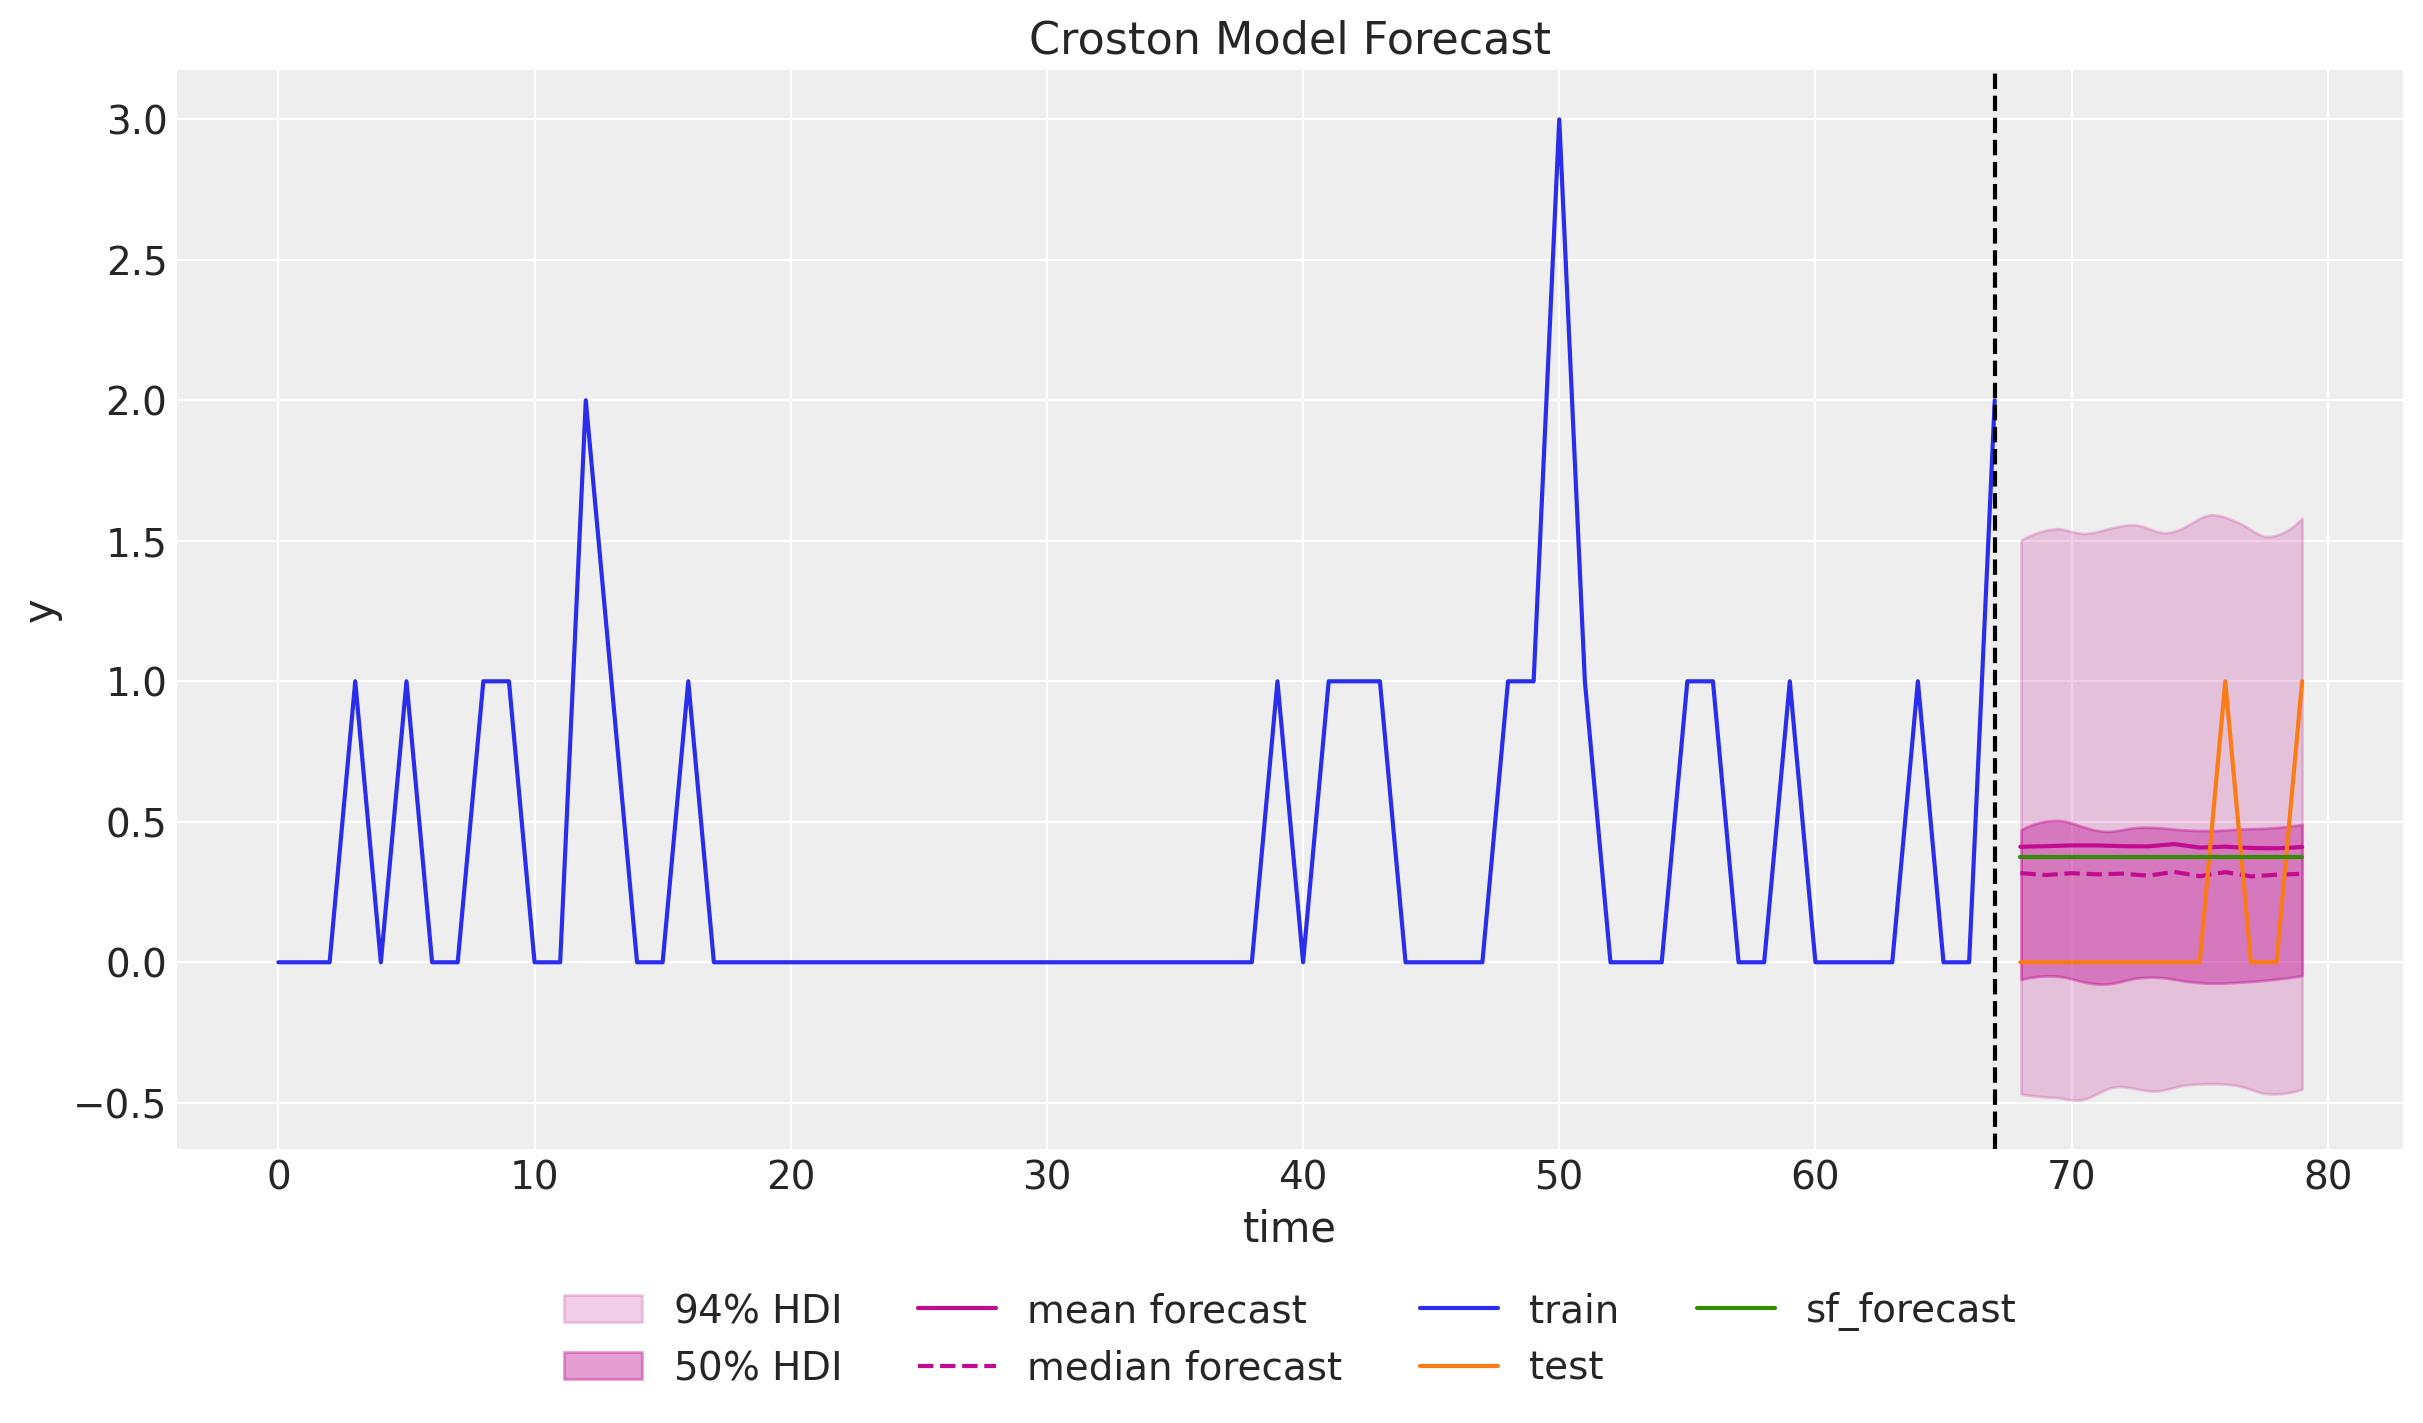 Croston Model Forecast
3.0
2.5
2.0
1.5
1.0
0.5
0.0
−0.5
y
0 10 20 30 40 50 60 70 80
time
94% HDI mean forecast train sf_forecast
50% HDI median forecast test